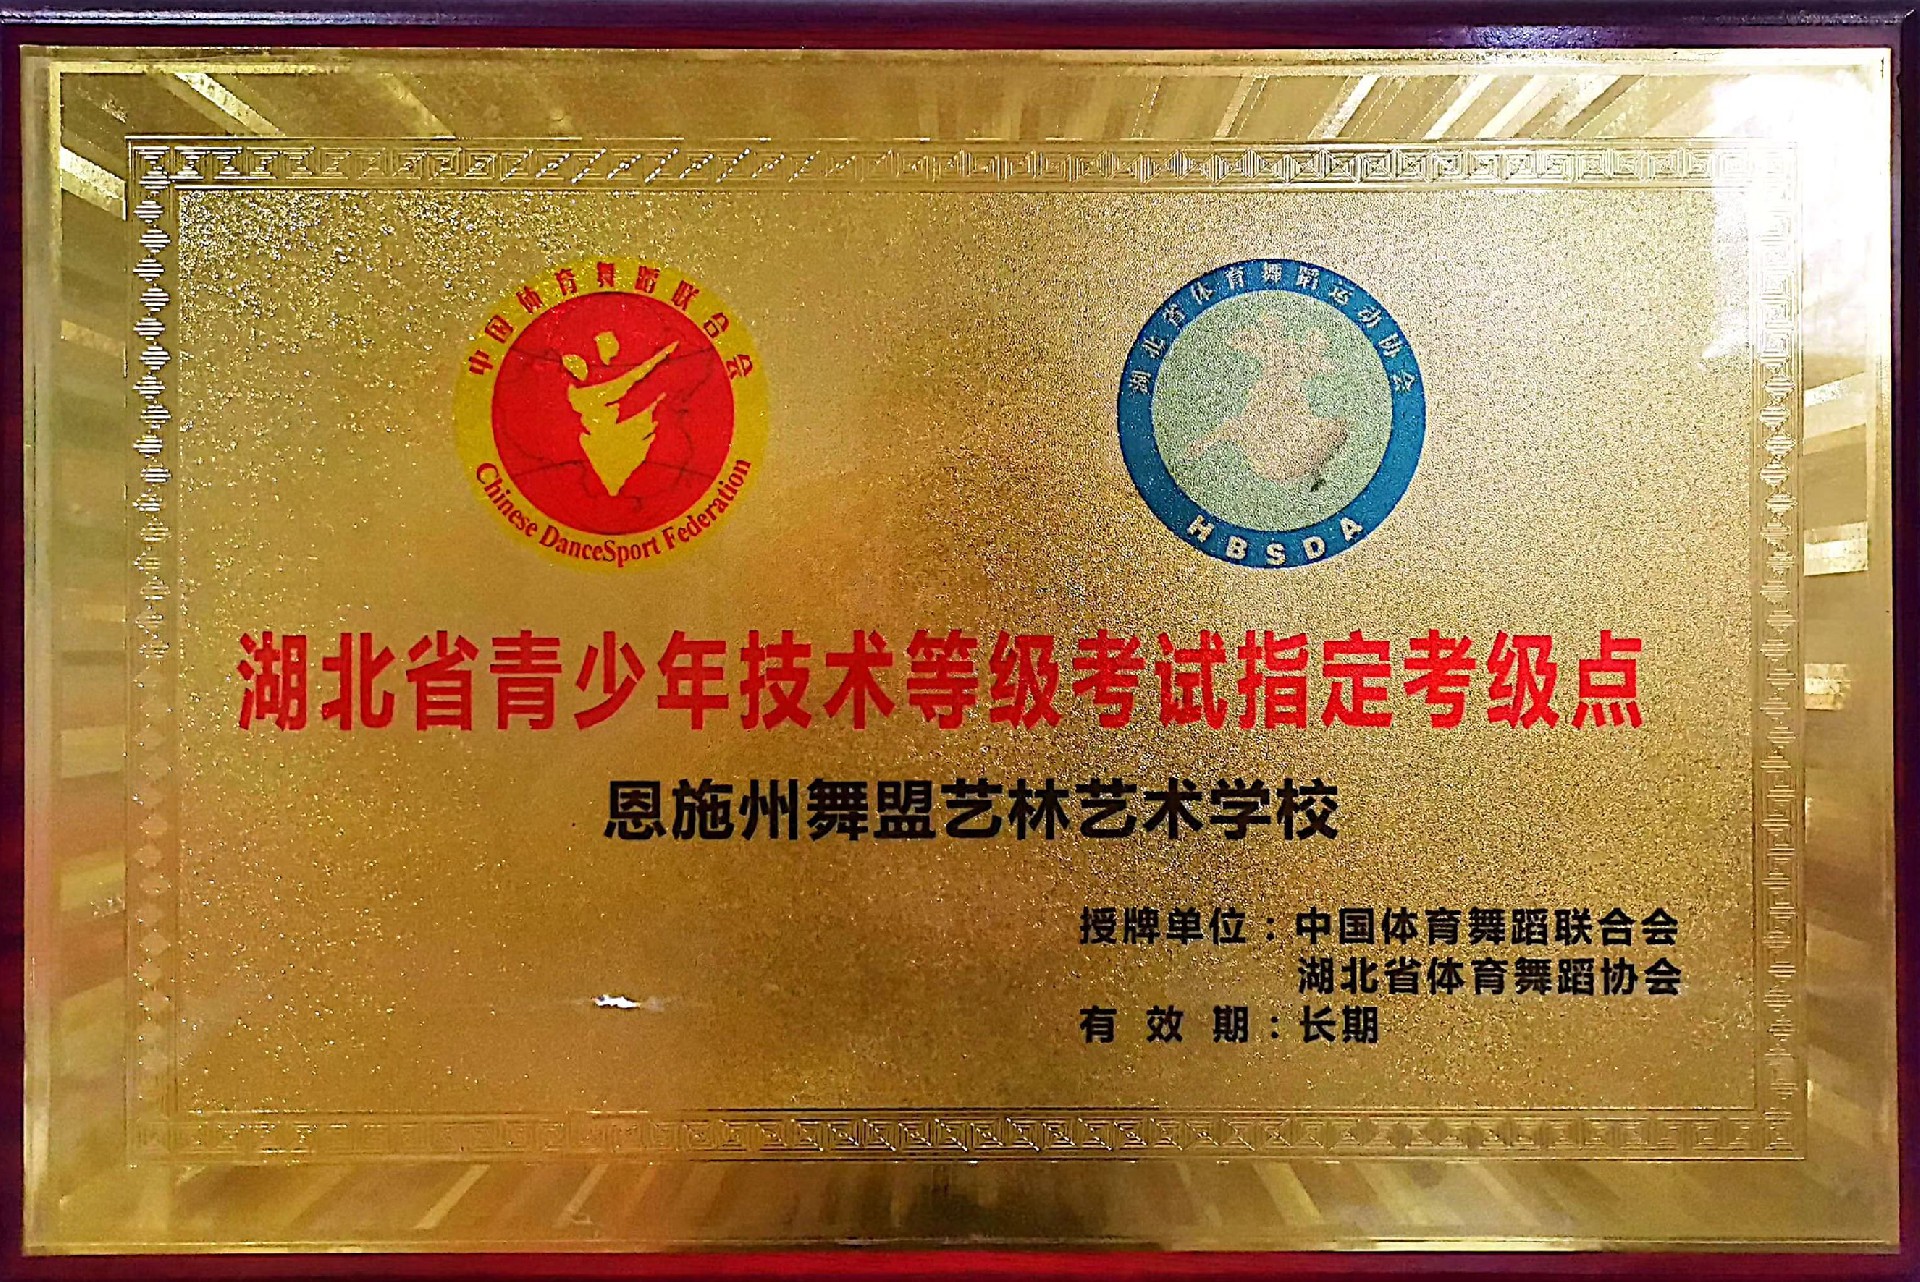 中国体育舞蹈联合会
Chinese DanceSport Federation
湖北省体育舞蹈运动协会
HBSDA
湖北省青少年技术等级考试指定考级点
恩施州舞盟艺林艺术学校
授牌单位：中国体育舞蹈联合会
湖北省体育舞蹈协会
有效期：长期